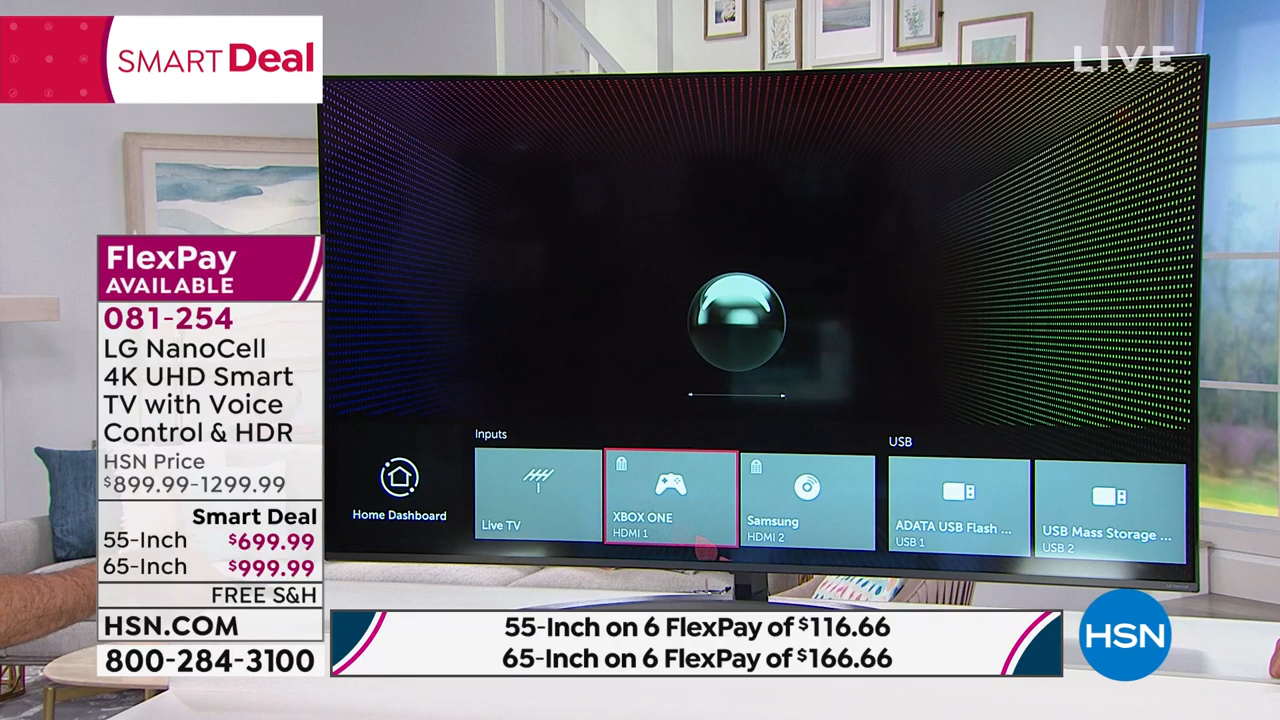 SMART Deal
LIVE
FlexPay
AVAILABLE
081-254
LG NanoCell
4K UHD Smart
TV with Voice
Control & HDR
HSN Price
$899.99-1299.99
Smart Deal
55-Inch $699.99
65-Inch $999.99
FREE S&H
HSN.COM
800-284-3100
Inputs
USB
Home Dashboard
Live TV
XBOX ONE
HDMI 1
Samsung
HDMI 2
ADATA USB Flash ...
USB 1
USB Mass Storage ...
USB 2
55-Inch on 6 FlexPay of $116.66
65-Inch on 6 FlexPay of $166.66
HSN